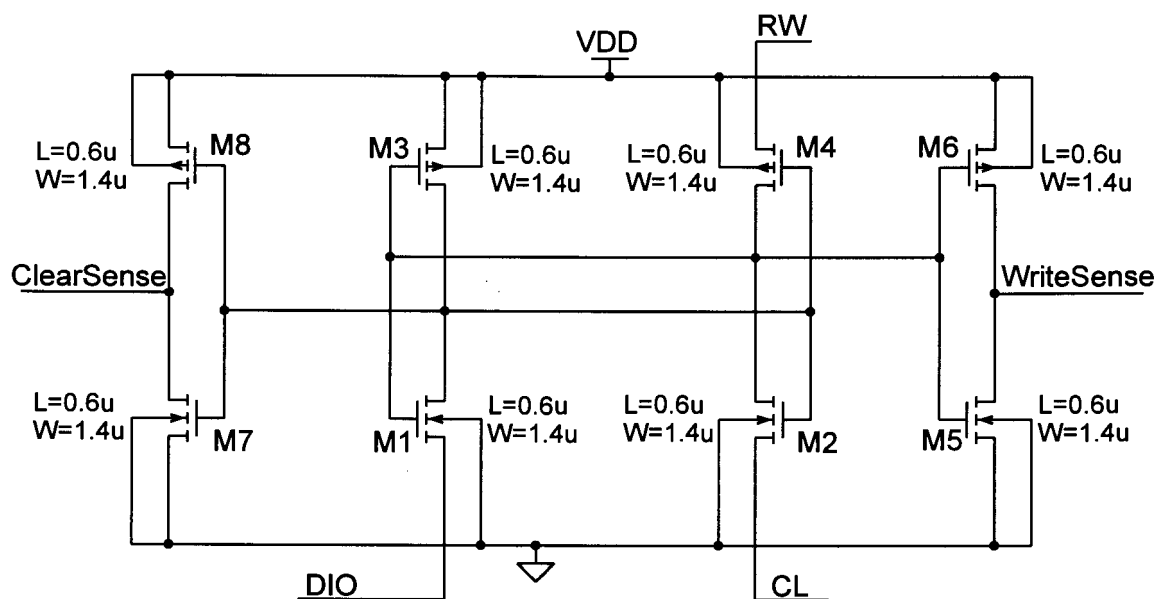 RW
VDD
M8
L=0.6u
W=1.4u
M3
L=0.6u
W=1.4u
L=0.6u
W=1.4u
M4
M6
L=0.6u
W=1.4u
ClearSense
WriteSense
L=0.6u
W=1.4u
M7
M1
L=0.6u
W=1.4u
L=0.6u
W=1.4u
M2
M5
L=0.6u
W=1.4u
DIO
CL